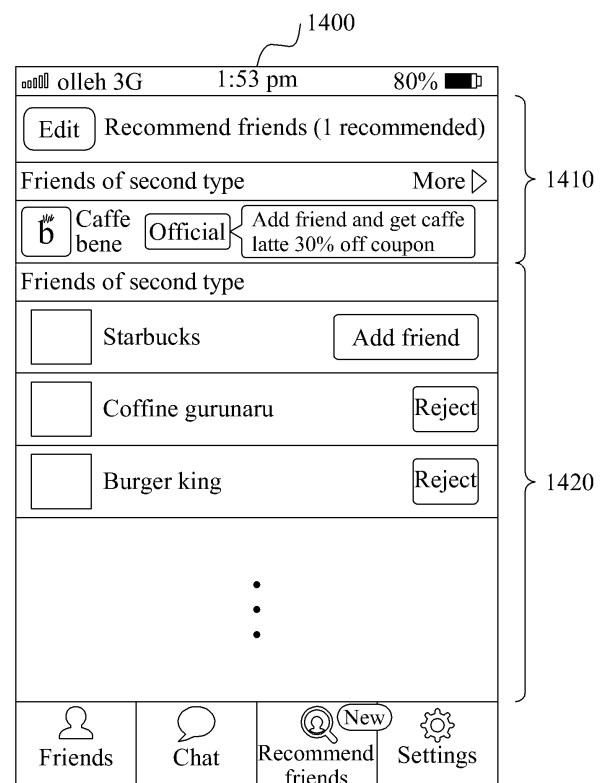 1400
olleh 3G 1:53 pm 80%
Edit Recommend friends (1 recommended)
Friends of second type More
1410
b Caffe bene Official Add friend and get caffe
latte 30% off coupon
Friends of second type
Starbucks Add friend
Coffine gurunaru Reject
Burger king Reject
1420
New
Friends Chat Recommend friends Settings